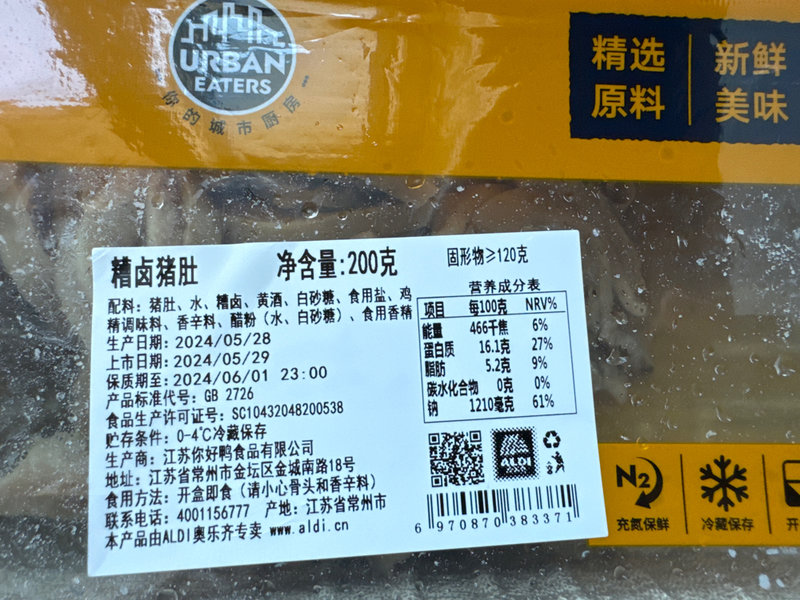 URBAN
EATERS
你的城市厨房
精选
原料
新鲜
美味
糟卤猪肚
净含量:200克
固形物≥120克
配料：猪肚、水、糟卤、黄酒、白砂糖、食用盐、鸡
精调味料、香辛料、醋粉（水、白砂糖）、食用香精
生产日期：2024/05/28
上市日期：2024/05/29
保质期至：2024/06/01 23:00
产品标准代号：GB 2726
食品生产许可证号：SC10432048200538
贮存条件：0-4℃冷藏保存
生产商：江苏你好鸭食品有限公司
地址：江苏省常州市金坛区金城南路18号
食用方法：开盒即食（请小心骨头和香辛料）
联系电话：4001156777 产地：江苏省常州市
本产品由ALDI奥乐齐专卖 www.aldi.cn
营养成分表
项目 每100克 NRV%
能量 466千焦 6%
蛋白质 16.1克 27%
脂肪 5.2克 9%
碳水化合物 0克 0%
钠 1210毫克 61%
ALDI
6 970870 383371
N2
充氮保鲜
冷藏保存
开